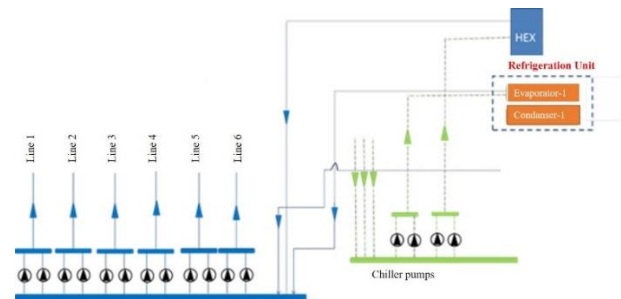 HEX
Refrigeration Unit
Evaporator-1
Condanser-1
Line 1
Line 2
Line 3
Line 4
Line 5
Line 6
Chiller pumps